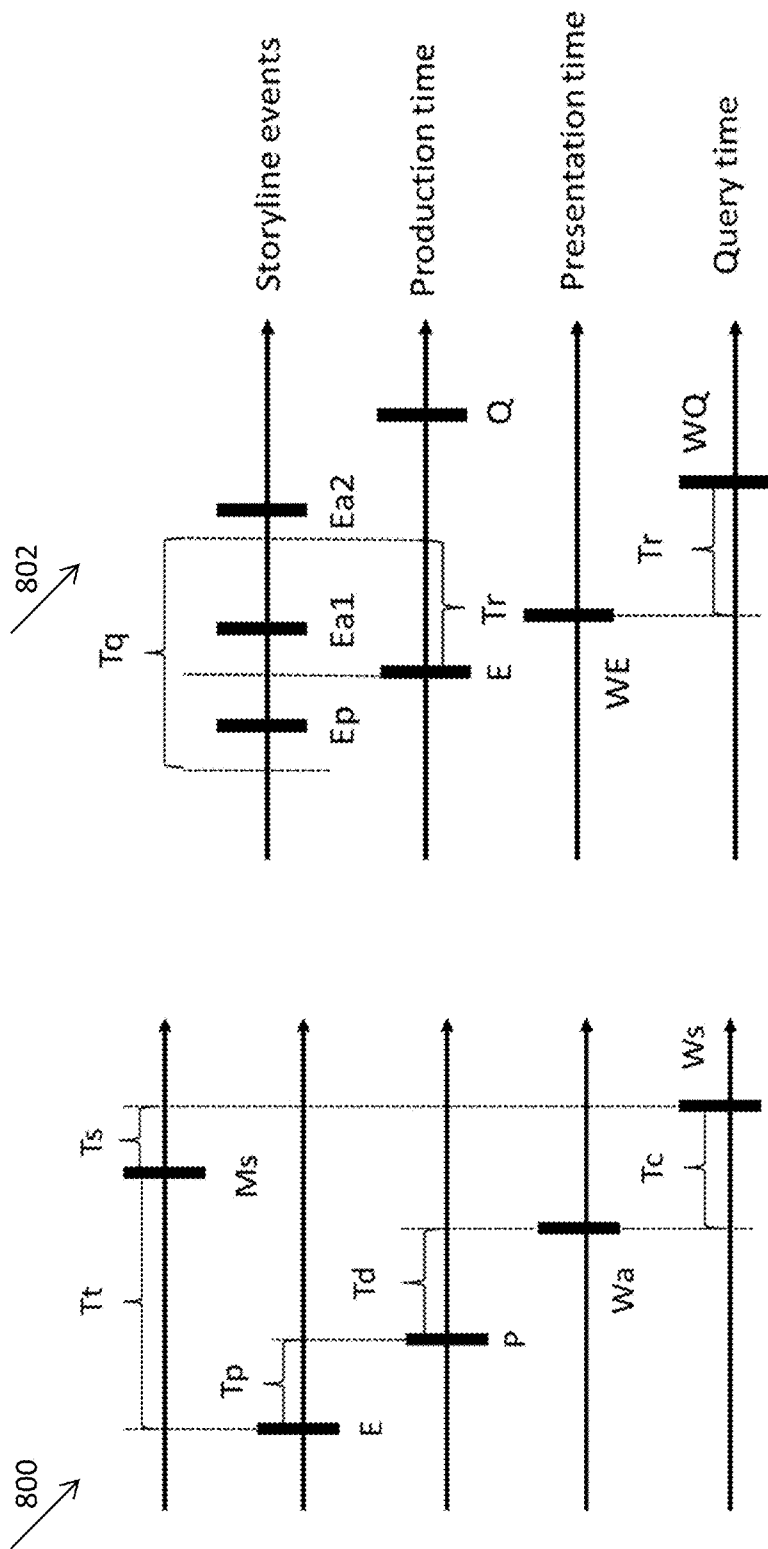 800
Tt
Ts
Ms
Tp
E
Td
P
Wa
Tc
Ws
802
Tq
Ep
Ea1
Ea2
Storyline events
E
Tr
Q
Production time
WE
Presentation time
Tr
WQ
Query time